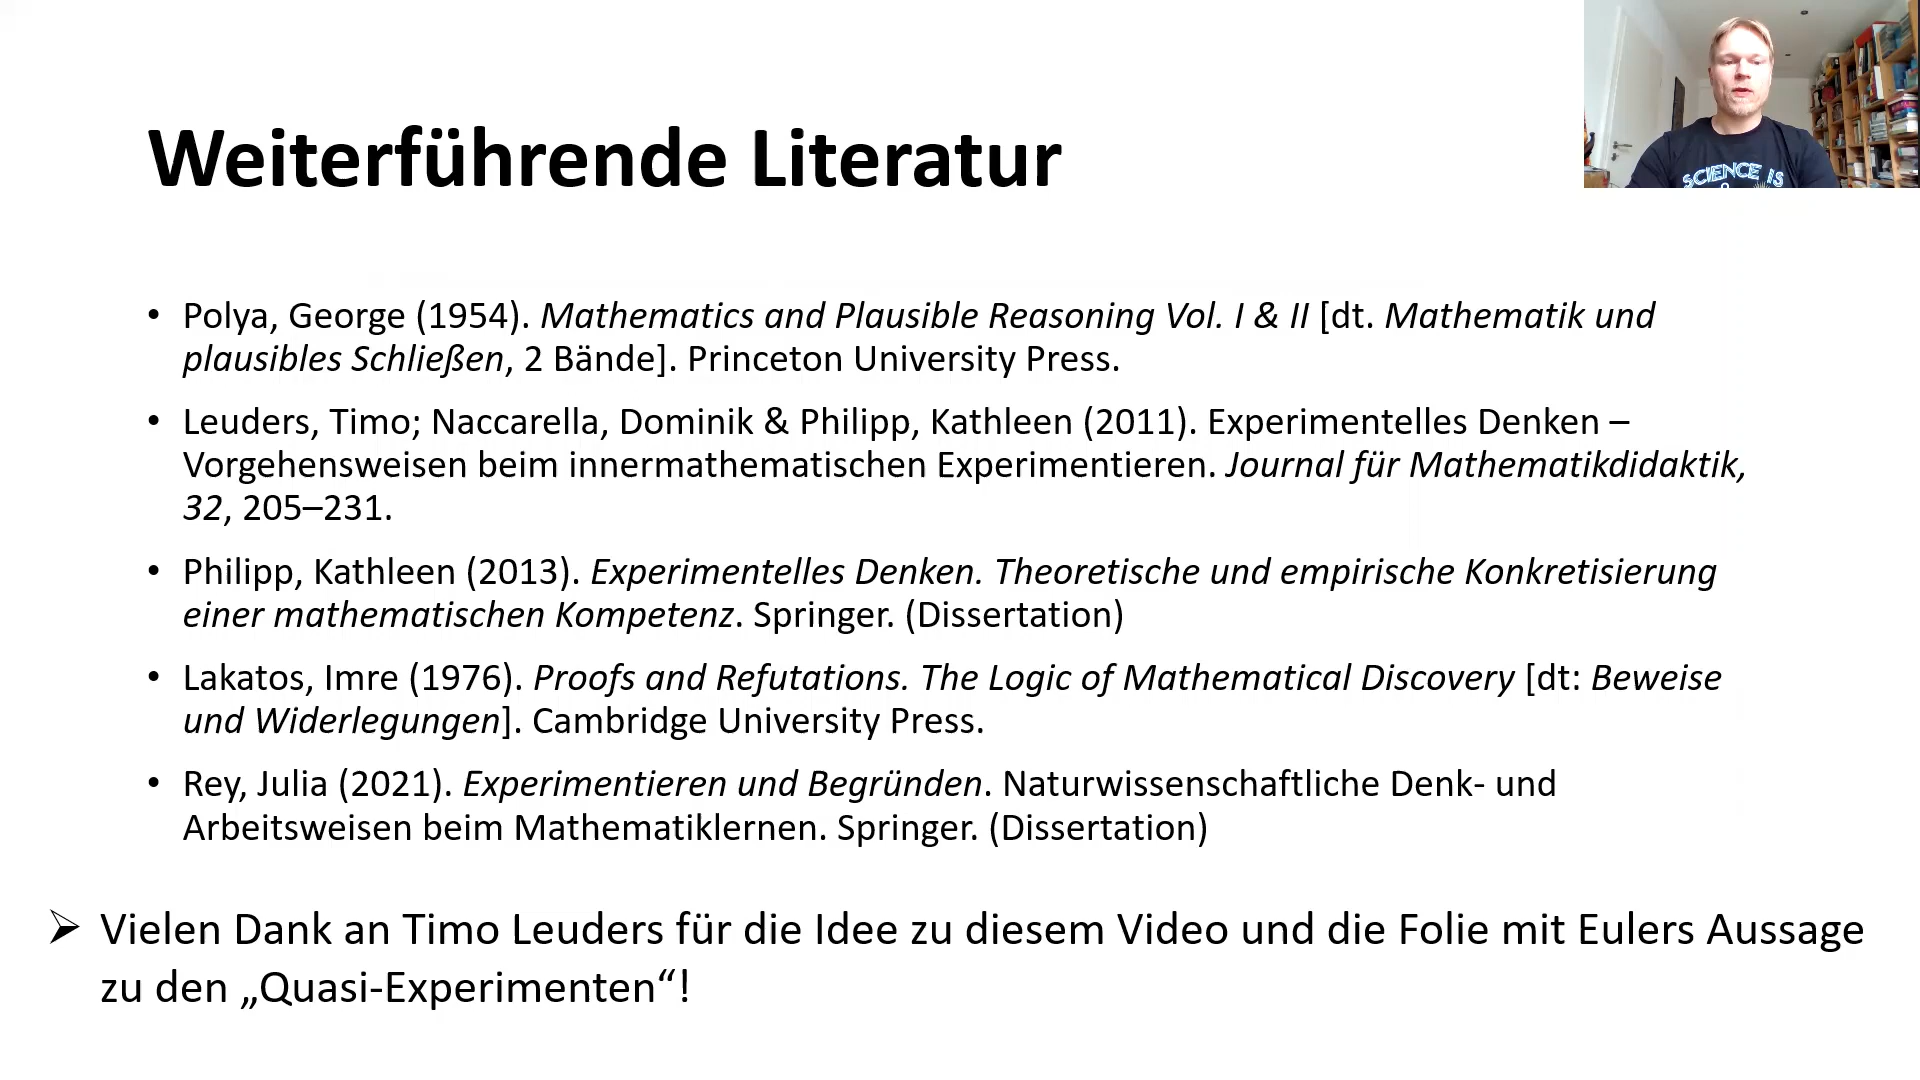 Weiterführende Literatur
SCIENCE IS
• Polya, George (1954). Mathematics and Plausible Reasoning Vol. I & II [dt. Mathematik und
plausibles Schließen, 2 Bände]. Princeton University Press.
• Leuders, Timo; Naccarella, Dominik & Philipp, Kathleen (2011). Experimentelles Denken –
Vorgehensweisen beim innermathematischen Experimentieren. Journal für Mathematikdidaktik,
32, 205–231.
• Philipp, Kathleen (2013). Experimentelles Denken. Theoretische und empirische Konkretisierung
einer mathematischen Kompetenz. Springer. (Dissertation)
• Lakatos, Imre (1976). Proofs and Refutations. The Logic of Mathematical Discovery [dt: Beweise
und Widerlegungen]. Cambridge University Press.
• Rey, Julia (2021). Experimentieren und Begründen. Naturwissenschaftliche Denk- und
Arbeitsweisen beim Mathematiklernen. Springer. (Dissertation)
➢ Vielen Dank an Timo Leuders für die Idee zu diesem Video und die Folie mit Eulers Aussage
zu den „Quasi-Experimenten“!